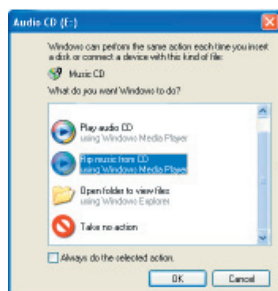 Audio CD (E:)
Windows can perform the same action each time you insert
a disk or connect a device with this kind of file:
Music CD
What do you want Windows to do?
Play audio CD
using Windows Media Player
Rip music from CD
using Windows Media Player
Open folder to view files
using Windows Explorer
Take no action
Always do the selected action.
OK
Cancel